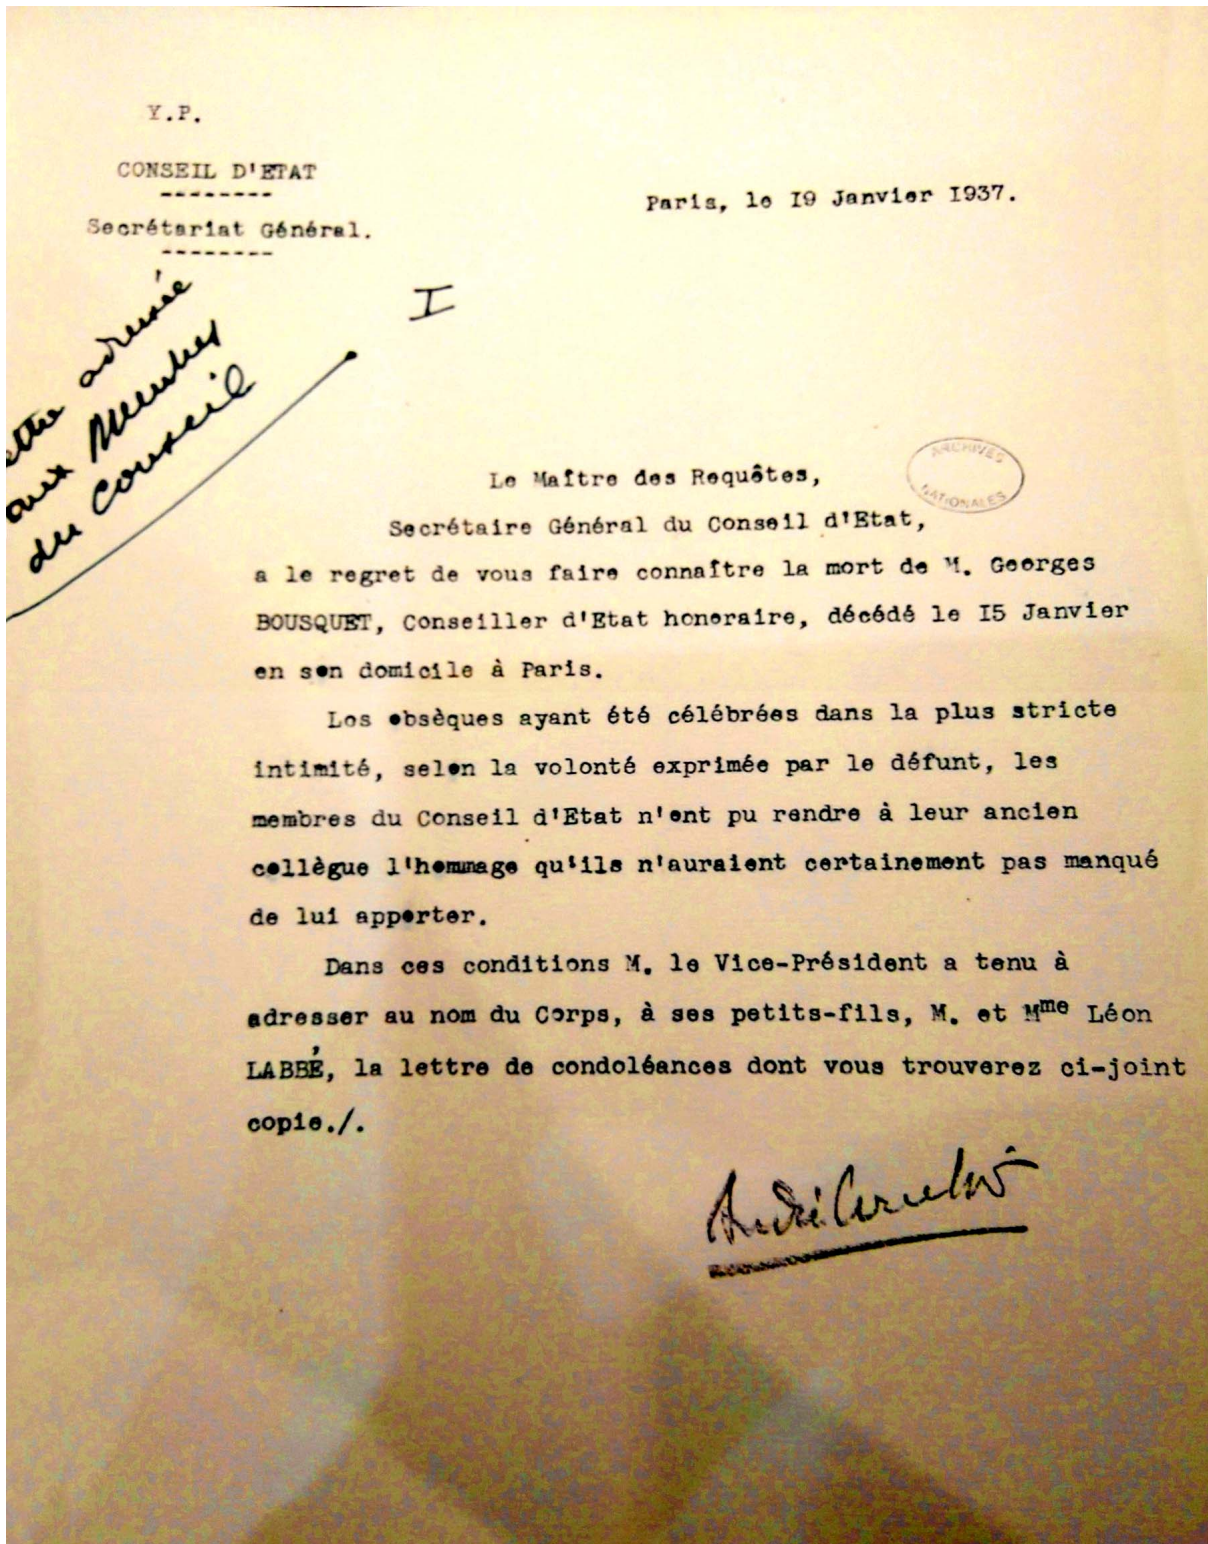 Y.P.
CONSEIL D'ETAT
--------
Secrétariat Général.
--------
Paris, le I9 Janvier I937.
I
adressée
aux Membres
du Conseil
ARCHIVES
NATIONALES
Le Maître des Requêtes,
Secrétaire Général du Conseil d'Etat,
a le regret de vous faire connaître la mort de M. Georges
BOUSQUET, Conseiller d'Etat honoraire, décédé le I5 Janvier
en son domicile à Paris.
Les obsèques ayant été célébrées dans la plus stricte
intimité, selon la volonté exprimée par le défunt, les
membres du Conseil d'Etat n'ont pu rendre à leur ancien
collègue l'hommage qu'ils n'auraient certainement pas manqué
de lui apporter.
Dans ces conditions M. le Vice-Président a tenu à
adresser au nom du Corps, à ses petits-fils, M. et Mme Léon
LABBÉ, la lettre de condoléances dont vous trouverez ci-joint
copie./.
André